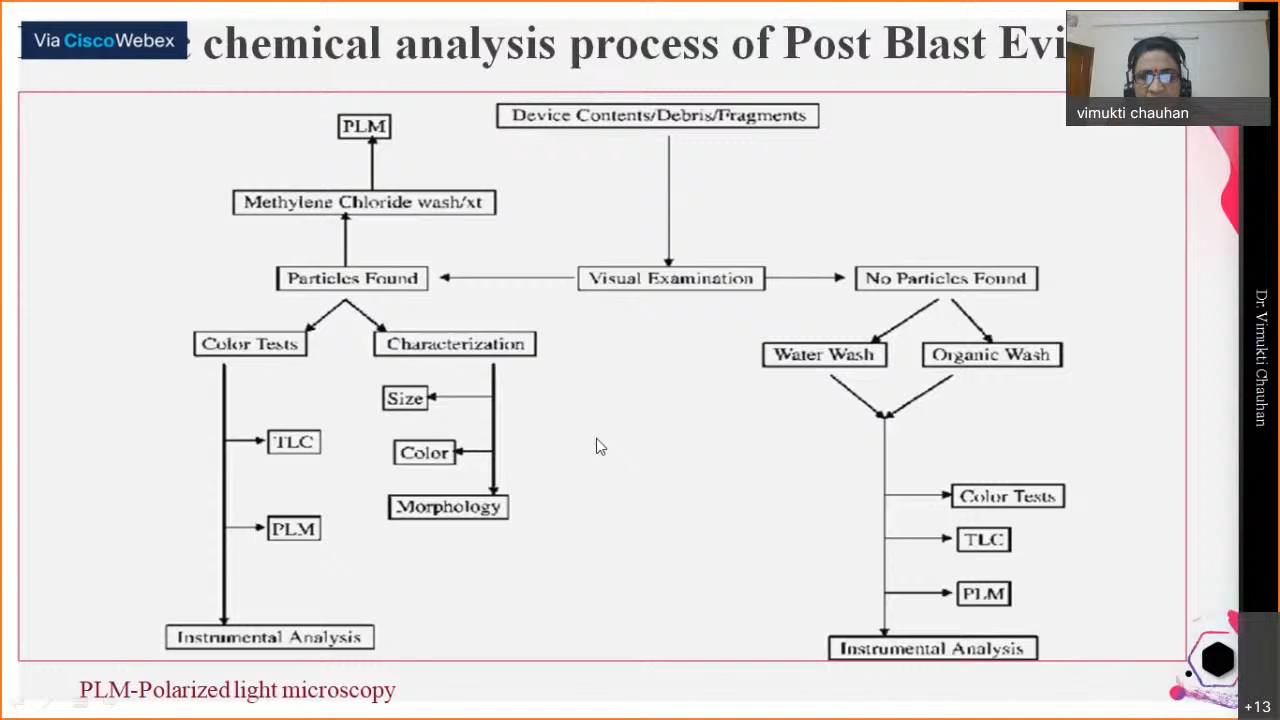 Via Cisco Webex
chemical analysis process of Post Blast Evi
vimukti chauhan
Device Contents/Debris/Fragments
PLM
Methylene Chloride wash/xt
Particles Found
Visual Examination
No Particles Found
Color Tests
Characterization
Water Wash
Organic Wash
Size
TLC
Color
PLM
Morphology
Color Tests
TLC
PLM
Instrumental Analysis
Instrumental Analysis
PLM-Polarized light microscopy
Dr. Vimukti Chauhan
+13